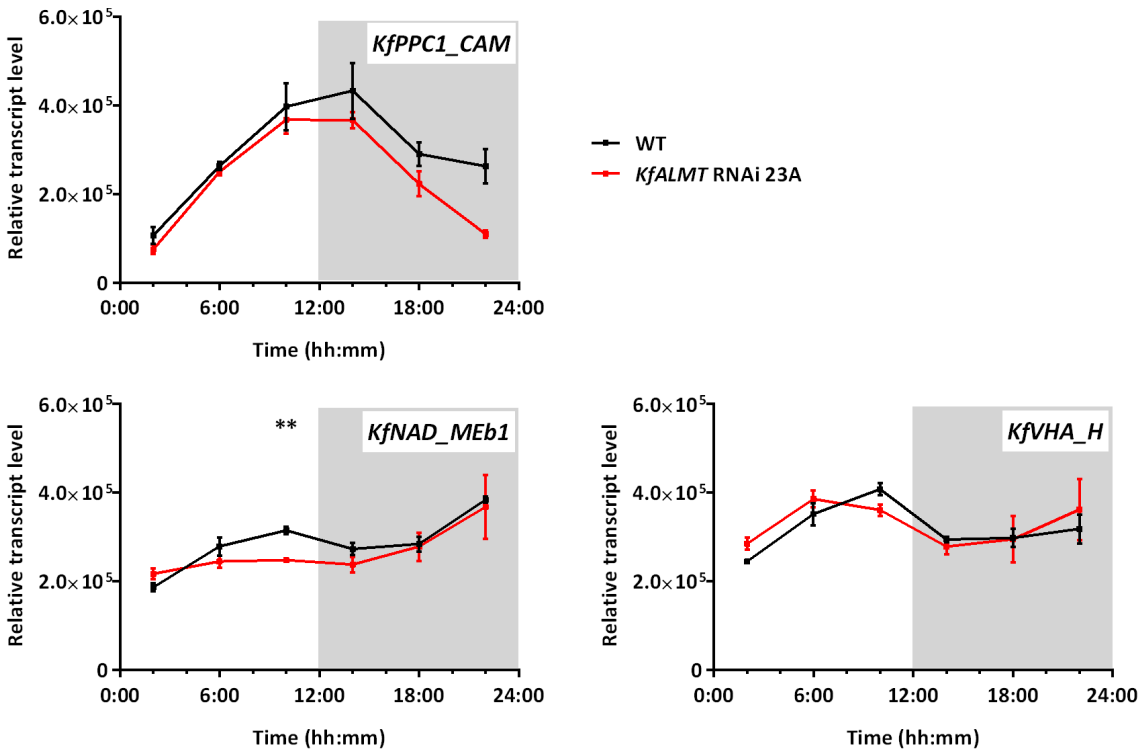 KfPPC1_CAM
Relative transcript level
6.0× 10⁵
4.0× 10⁵
2.0× 10⁵
0
0:00 6:00 12:00 18:00 24:00
Time (hh:mm)
WT
KfALMT RNAi 23A
KfNAD_MEb1
**
Relative transcript level
6.0× 10⁵
4.0× 10⁵
2.0× 10⁵
0
0:00 6:00 12:00 18:00 24:00
Time (hh:mm)
KfVHA_H
Relative transcript level
6.0× 10⁵
4.0× 10⁵
2.0× 10⁵
0
0:00 6:00 12:00 18:00 24:00
Time (hh:mm)